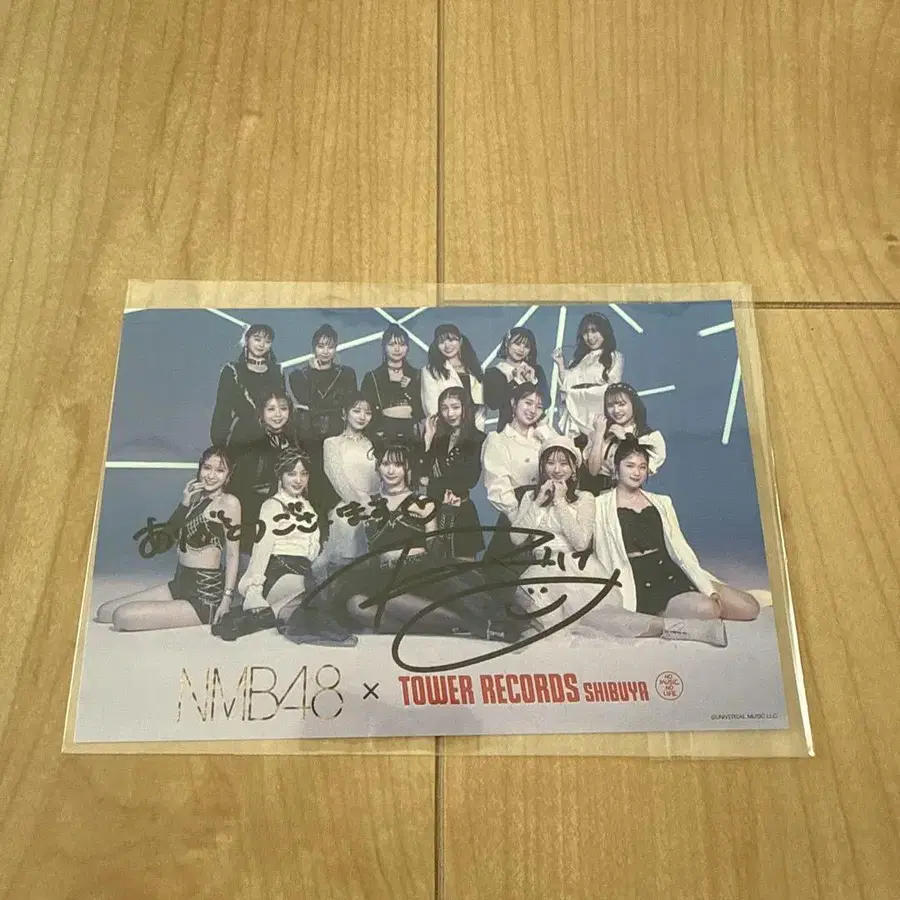 ありがとうございます♡
NMB48 × TOWER RECORDS SHIBUYA
NO MUSIC, NO LIFE.
©UNIVERSAL MUSIC LLC